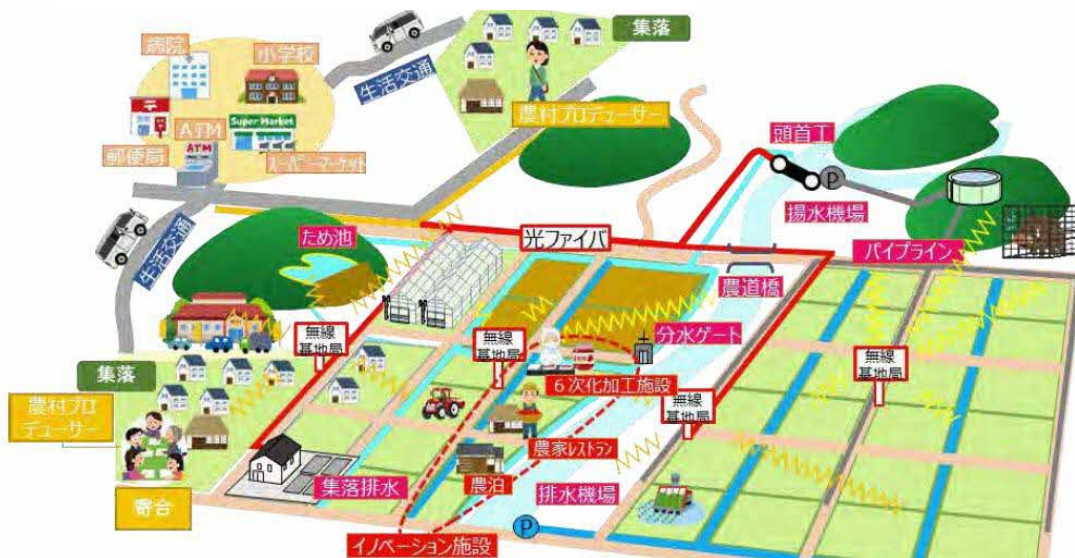 病院
小学校
生活交通
集落
農村プロデューサー
ATM
Super Market
ATM
郵便局
スーパーマーケット
頭首工
P
揚水機場
ため池
光ファイバ
パイプライン
生活交通
農道橋
無線
基地局
無線
基地局
分水ゲート
無線
基地局
集落
6次化加工施設
無線
基地局
農村プロ
デューサー
農家レストラン
集落排水
農泊
排水機場
寄合
P
イノベーション施設